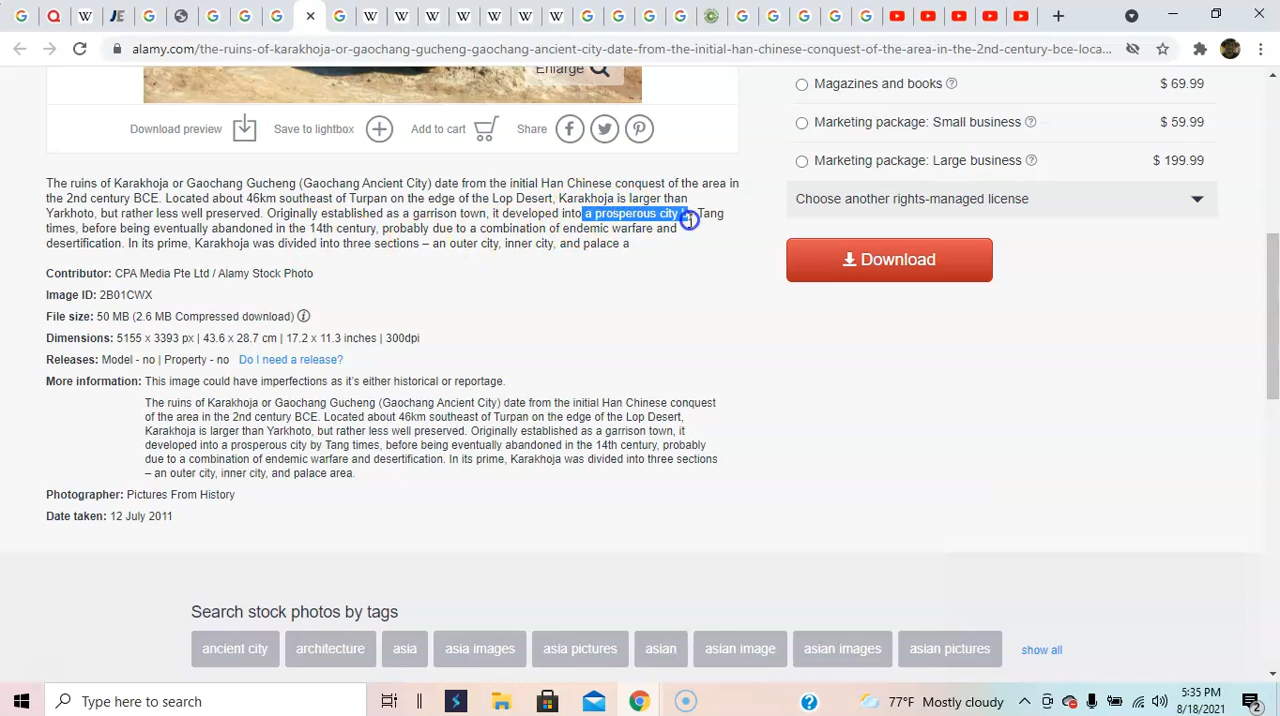 alamy.com/the-ruins-of-karakhoja-or-gaochang-gucheng-gaochang-ancient-city-date-from-the-initial-han-chinese-conquest-of-the-area-in-the-2nd-century-bce-loca...
Enlarge
Magazines and books $ 69.99
Marketing package: Small business $ 59.99
Marketing package: Large business $ 199.99
Choose another rights-managed license
Download
Download preview Save to lightbox Add to cart Share
The ruins of Karakhoja or Gaochang Gucheng (Gaochang Ancient City) date from the initial Han Chinese conquest of the area in
the 2nd century BCE. Located about 46km southeast of Turpan on the edge of the Lop Desert, Karakhoja is larger than
Yarkhoto, but rather less well preserved. Originally established as a garrison town, it developed into a prosperous city by Tang
times, before being eventually abandoned in the 14th century, probably due to a combination of endemic warfare and
desertification. In its prime, Karakhoja was divided into three sections – an outer city, inner city, and palace a
Contributor: CPA Media Pte Ltd / Alamy Stock Photo
Image ID: 2B01CWX
File size: 50 MB (2.6 MB Compressed download)
Dimensions: 5155 x 3393 px | 43.6 x 28.7 cm | 17.2 x 11.3 inches | 300dpi
Releases: Model - no | Property - no Do I need a release?
More information: This image could have imperfections as it's either historical or reportage.
The ruins of Karakhoja or Gaochang Gucheng (Gaochang Ancient City) date from the initial Han Chinese conquest
of the area in the 2nd century BCE. Located about 46km southeast of Turpan on the edge of the Lop Desert,
Karakhoja is larger than Yarkhoto, but rather less well preserved. Originally established as a garrison town, it
developed into a prosperous city by Tang times, before being eventually abandoned in the 14th century, probably
due to a combination of endemic warfare and desertification. In its prime, Karakhoja was divided into three sections
– an outer city, inner city, and palace area.
Photographer: Pictures From History
Date taken: 12 July 2011
Search stock photos by tags
ancient city architecture asia asia images asia pictures asian asian image asian images asian pictures show all
Type here to search
77°F Mostly cloudy
5:35 PM
8/18/2021
2